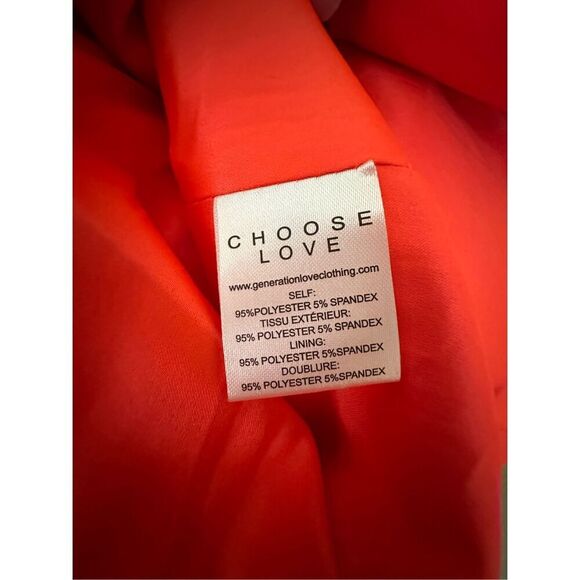 CHOOSE
LOVE
www.generationloveclothing.com
SELF:
95%POLYESTER 5% SPANDEX
TISSU EXTÉRIEUR:
95% POLYESTER 5% SPANDEX
LINING:
95% POLYESTER 5%SPANDEX
DOUBLURE:
95% POLYESTER 5%SPANDEX